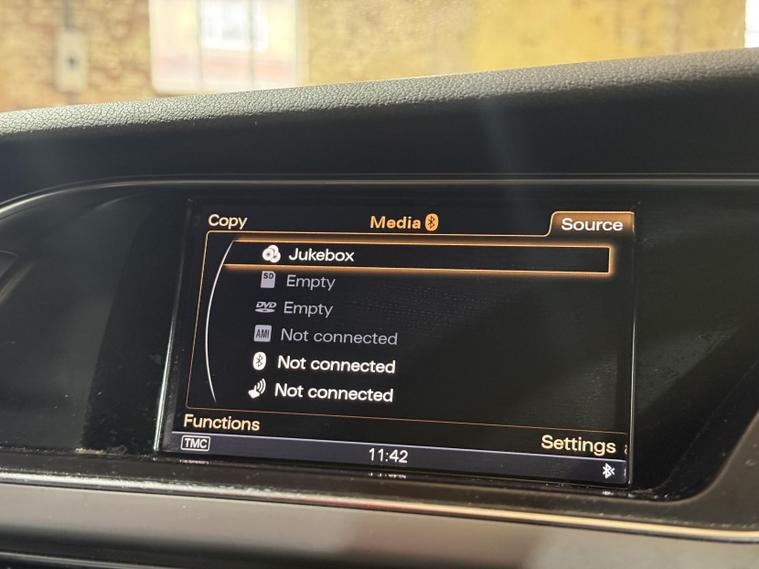 Copy
Media
Source
Jukebox
SD
Empty
DVD
Empty
AMI
Not connected
Not connected
Not connected
Functions
Settings
TMC
11:42